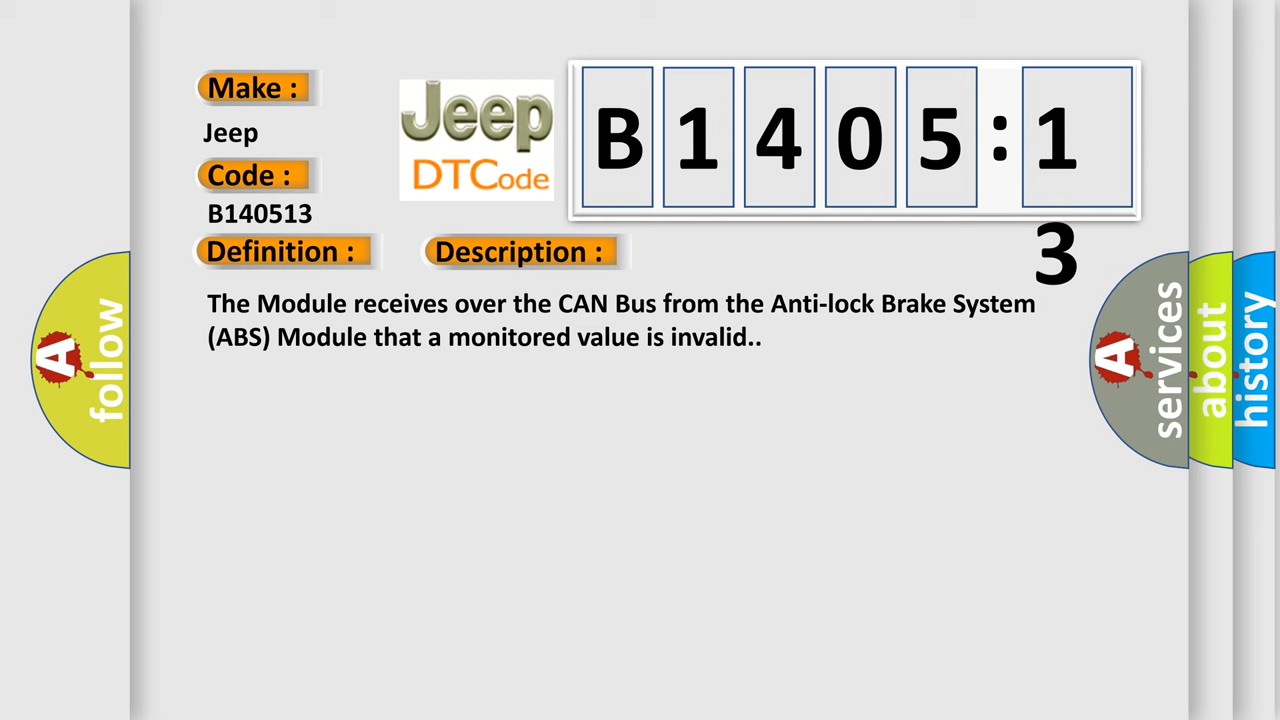 Make :
Jeep
Code :
B140513
Jeep
DTCode
B 1 4 0 5 : 1
3
Definition :
Description :
The Module receives over the CAN Bus from the Anti-lock Brake System
(ABS) Module that a monitored value is invalid..
A
follow
A
services
about
history